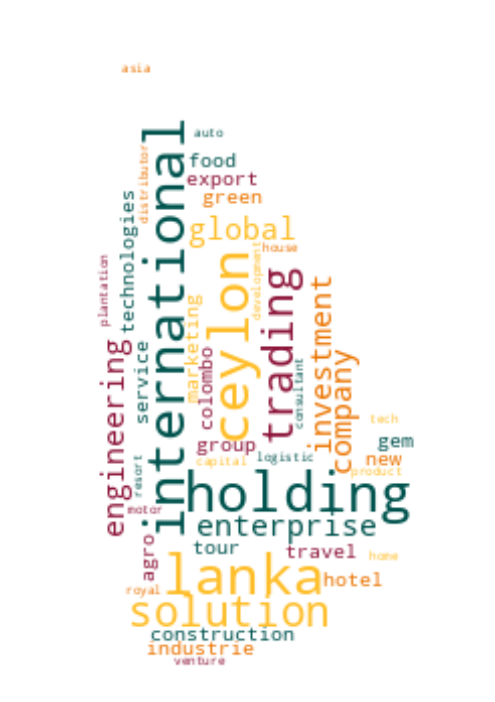 asia
international
auto
distributor
food
export
green
technologies
global
house
plantation
ceylon
development
trading
investment
marketing
engineering
service
colombo
company
consultant
tech
group
gem
logistic
new
capital
product
resort
holding
motor
enterprise
agro
tour
travel
home
lanka
hotel
royal
solution
construction
industrie
venture